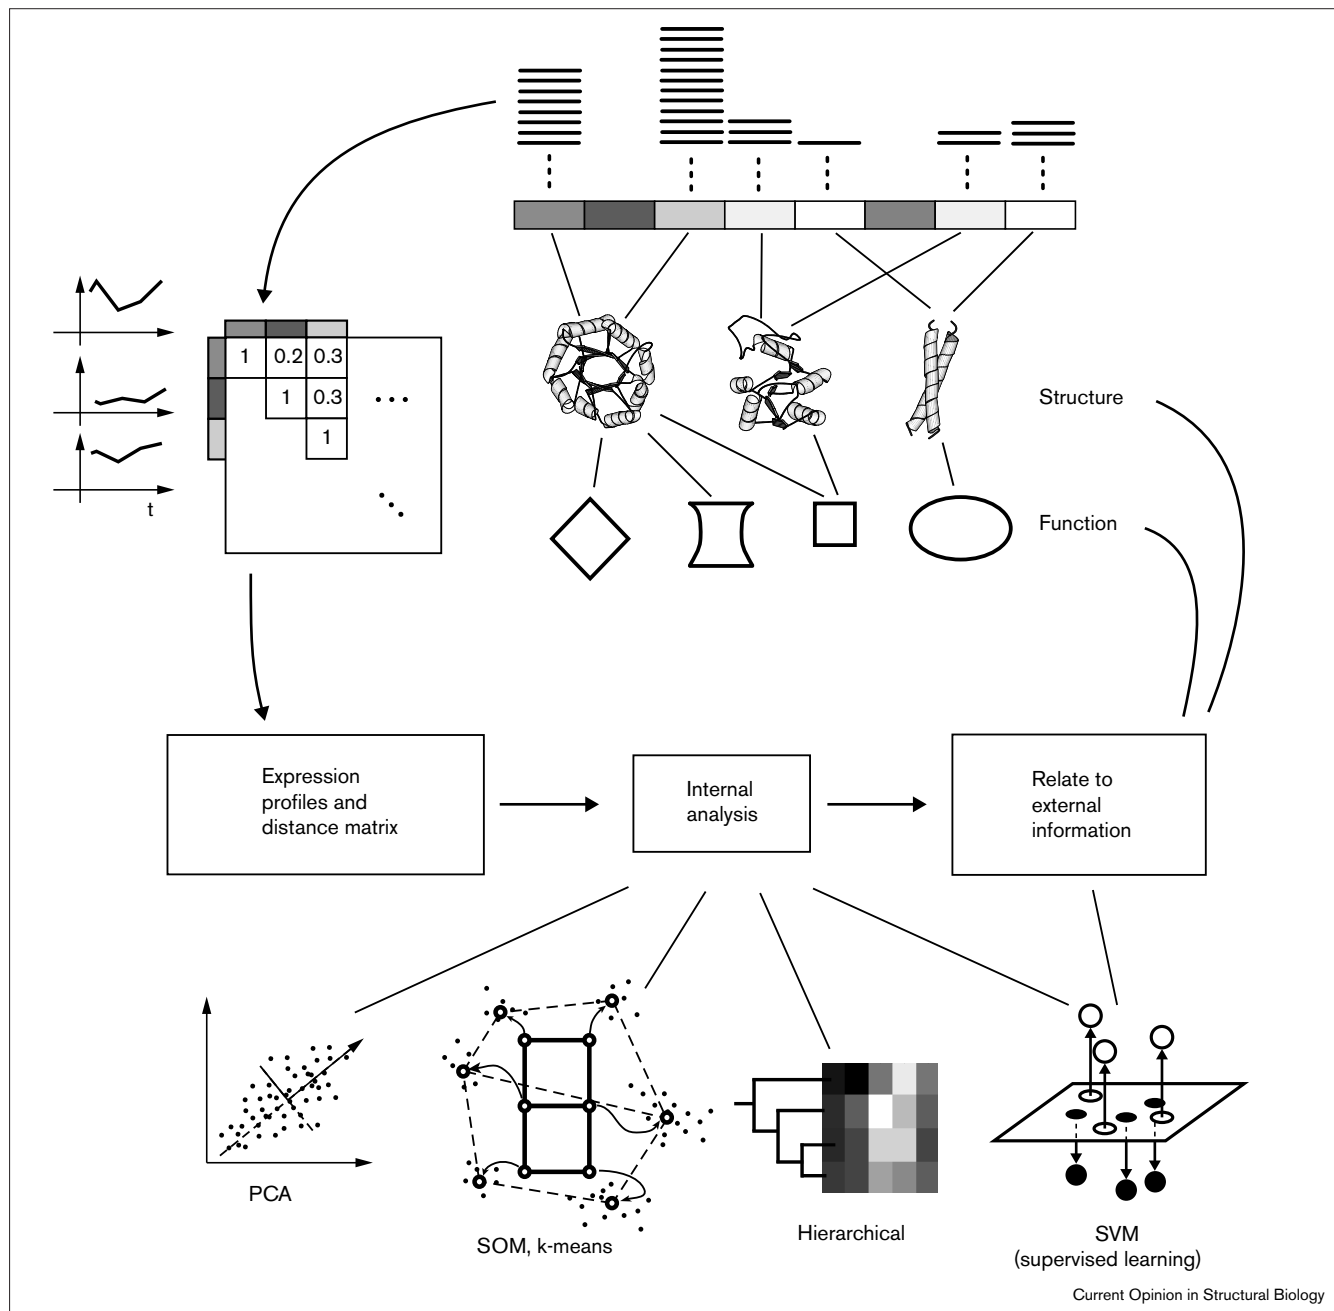 1 0.2 0.3
1 0.3
1
t
Structure
Function
Expression
profiles and
distance matrix
Internal
analysis
Relate to
external
information
PCA
SOM, k-means
Hierarchical
SVM
(supervised learning)
Current Opinion in Structural Biology